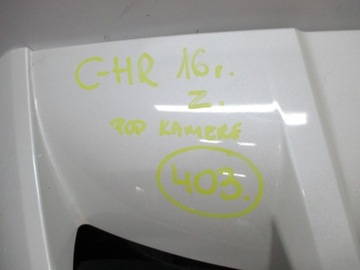 C-HR 16r.
Z.
POD KAMERE
403.